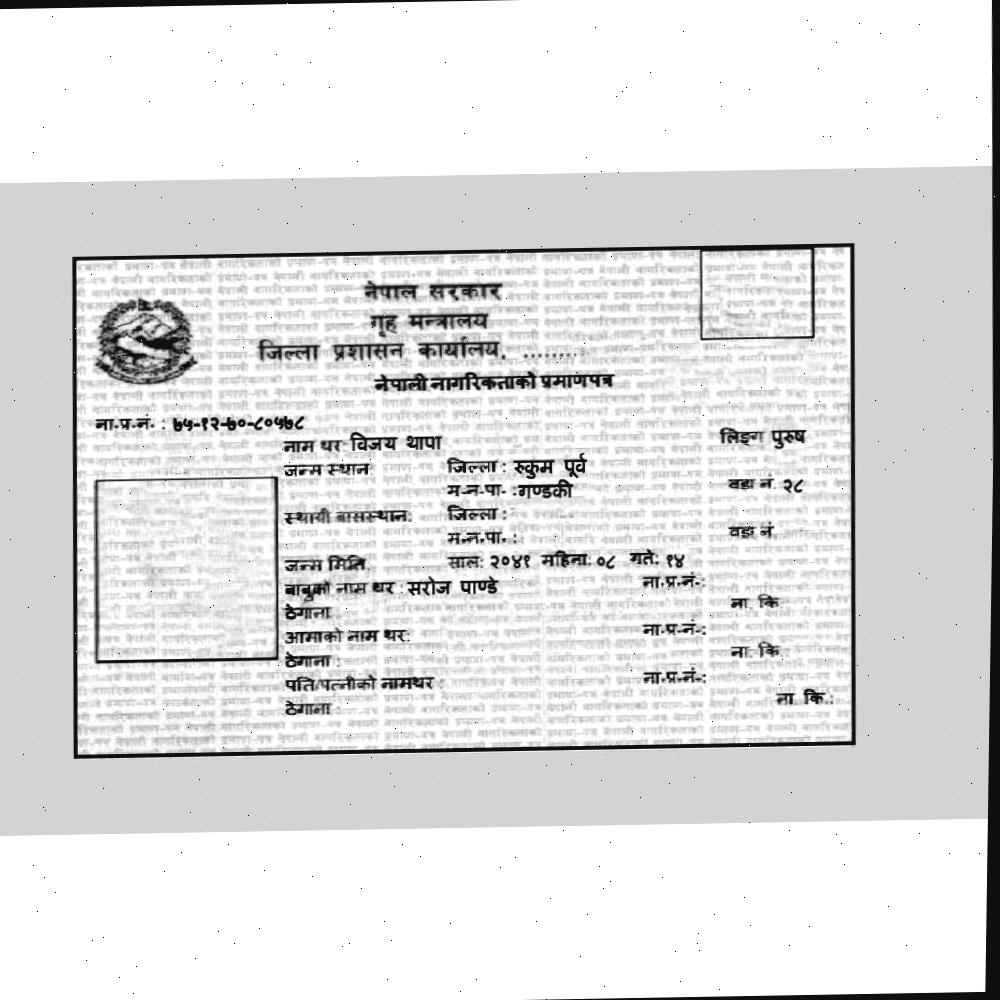 नेपाल सरकार
गृह मन्त्रालय
जिल्ला प्रशासन कार्यालय, ........
नेपाली नागरिकताको प्रमाणपत्र
ना.प्र.नं. : ७५-१२-७०-८०५७८
नाम थर विजय थापा लिङ्ग पुरुष
जन्म स्थान: जिल्ला : रुकुम पूर्व
म.न.पा. :गण्डकी वडा नं. २८
स्थायी बासस्थान: जिल्ला :
म.न.पा. : वडा नं.
जन्म मिति: साल: २०४१ महिना: ०८ गते: १४
बाबुको नाम थर : सरोज पाण्डे ना.प्र.नं.:
ठेगाना : ना. कि.:
आमाको नाम थर: ना.प्र.नं.:
ठेगाना : ना. कि.:
पति/पत्नीको नामथर : ना.प्र.नं.:
ठेगाना : ना. कि.: